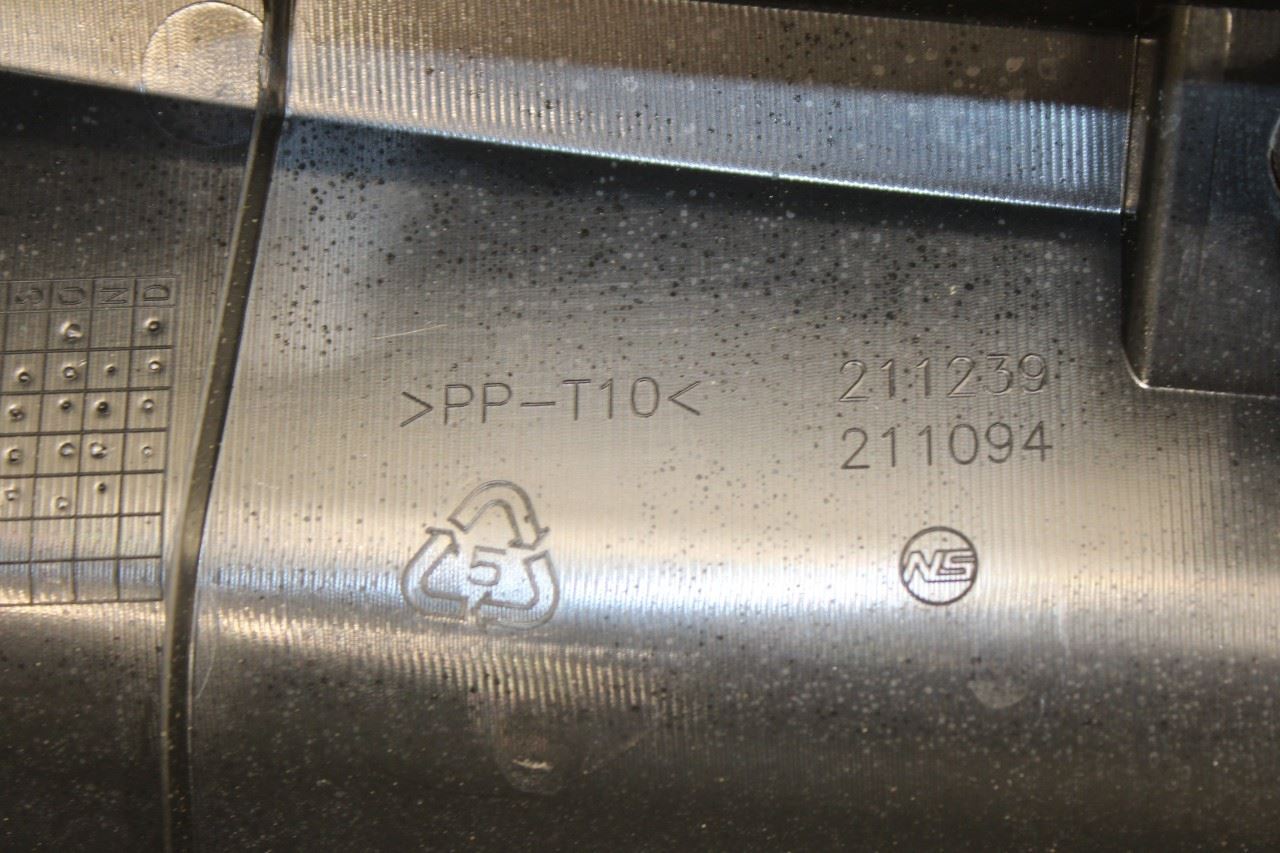 S O N D
>PP-T10<
211239
211094
5
NS